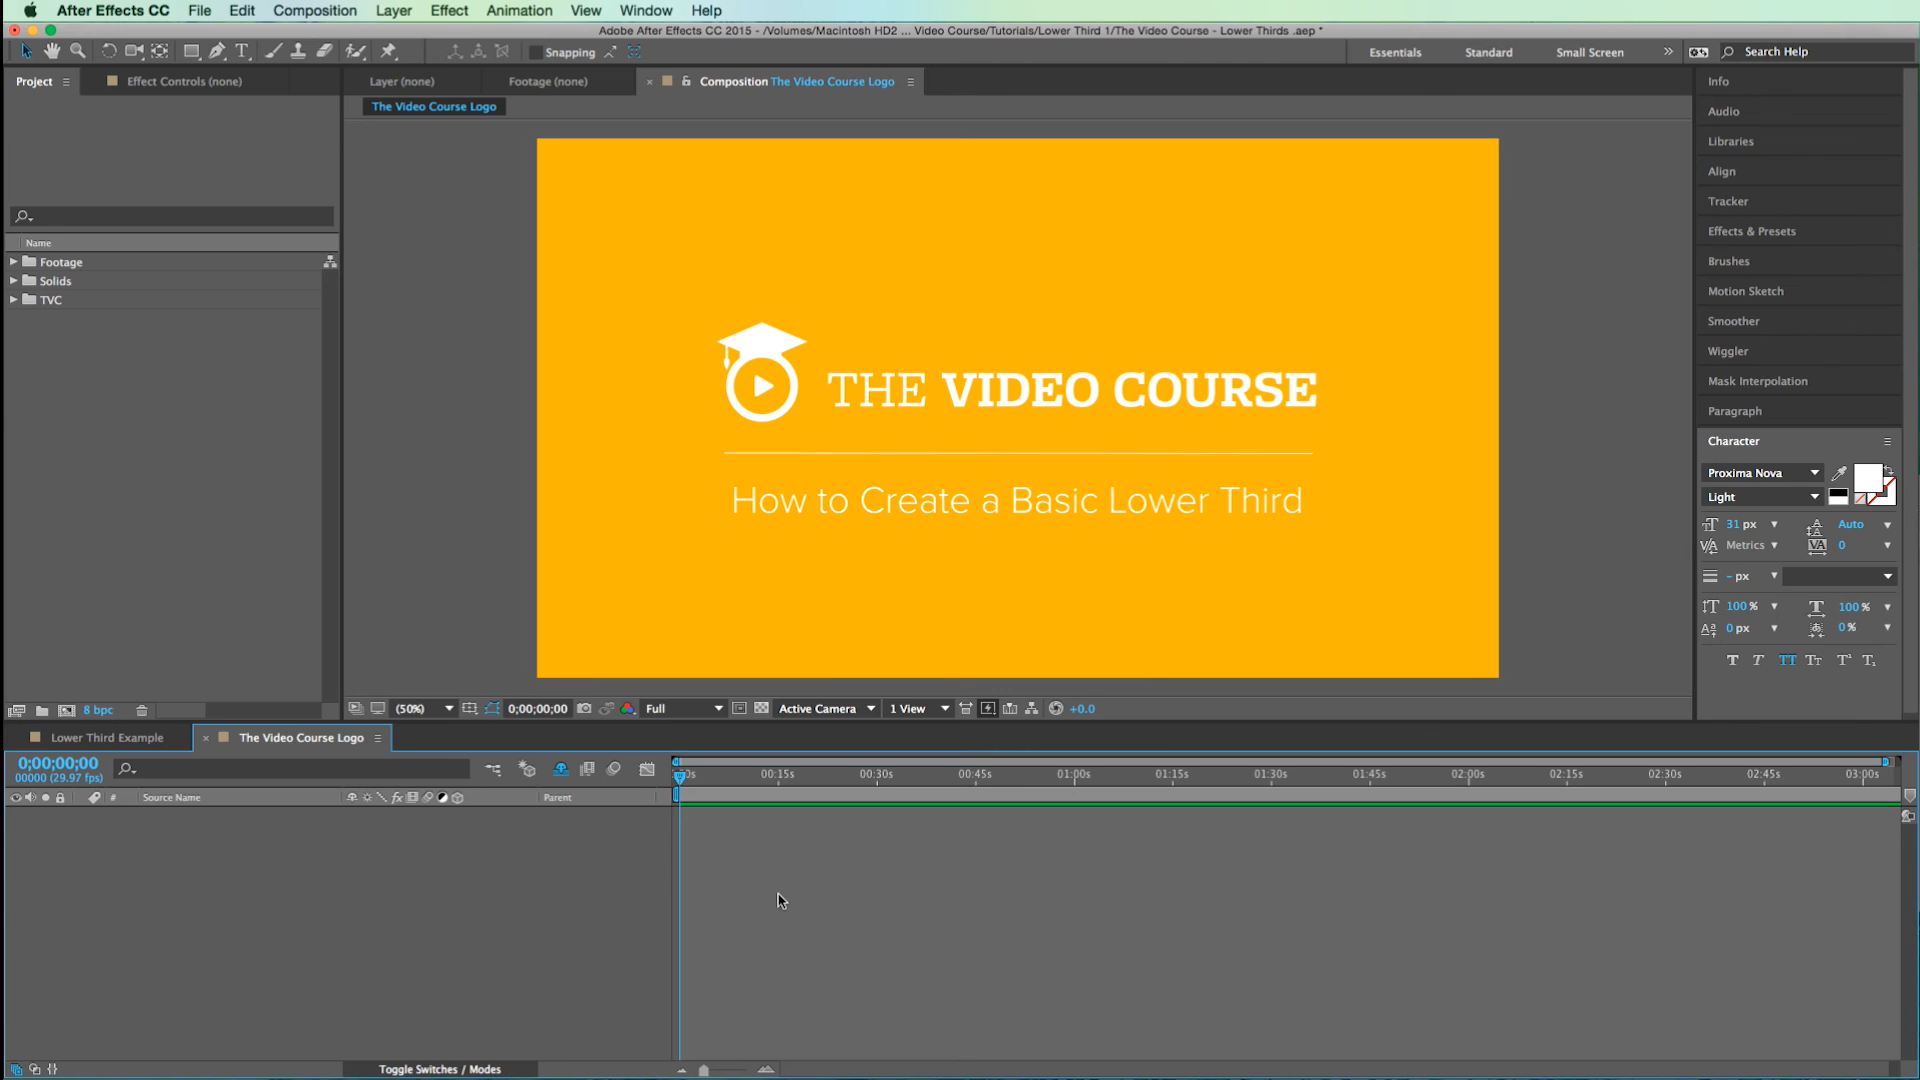 After Effects CC File Edit Composition Layer Effect Animation View Window Help
Adobe After Effects CC 2015 - /Volumes/Macintosh HD2 ... Video Course/Tutorials/Lower Third 1/The Video Course - Lower Thirds .aep *
Snapping Essentials Standard Small Screen » Search Help
Project Effect Controls (none) Layer (none) Footage (none) × Composition The Video Course Logo
The Video Course Logo
Name
Footage
Solids
TVC
THE VIDEO COURSE
How to Create a Basic Lower Third
Info
Audio
Libraries
Align
Tracker
Effects & Presets
Brushes
Motion Sketch
Smoother
Wiggler
Mask Interpolation
Paragraph
Character
Proxima Nova
Light
31 px Auto
Metrics 0
- px
100 % 100 %
0 px 0 %
T T TT Tt T¹ T₁
8 bpc (50%) 0;00;00;00 Full Active Camera 1 View +0.0
Lower Third Example × The Video Course Logo
0;00;00;00
00000 (29.97 fps)
00:15s 00:30s 00:45s 01:00s 01:15s 01:30s 01:45s 02:00s 02:15s 02:30s 02:45s 03:00s
# Source Name fx Parent
Toggle Switches / Modes